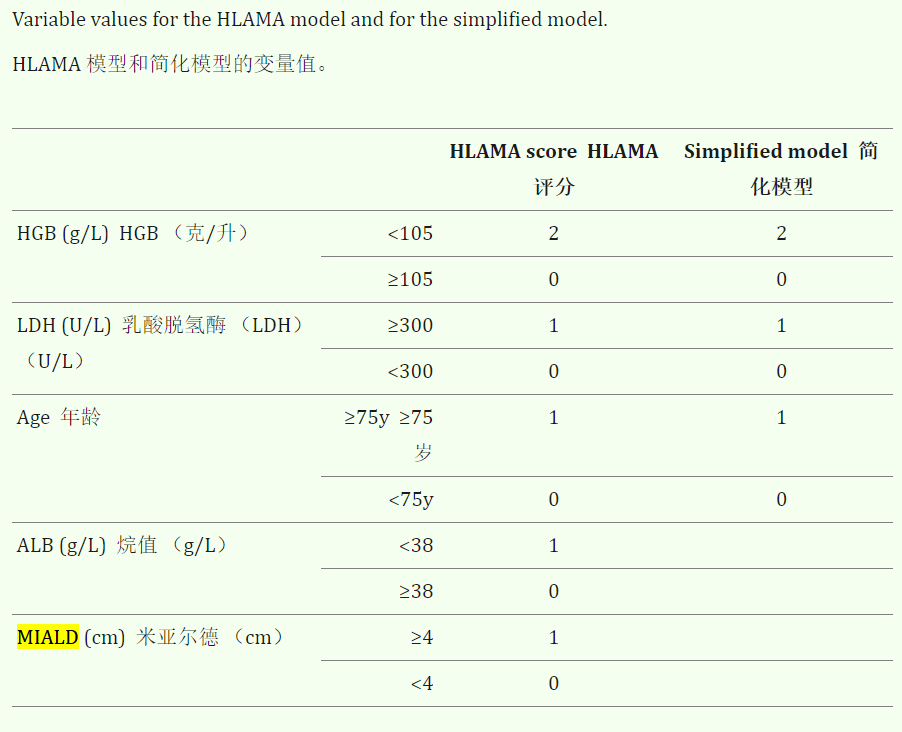 Variable values for the HLAMA model and for the simplified model.
HLAMA 模型和简化模型的变量值。
HLAMA score HLAMA Simplified model 简
评分 化模型
HGB (g/L) HGB （克/升） <105 2 2
≥105 0 0
LDH (U/L) 乳酸脱氢酶 （LDH） ≥300 1 1
（U/L）
<300 0 0
Age 年龄 ≥75y ≥75 1 1
岁
<75y 0 0
ALB (g/L) 烷值 （g/L） <38 1
≥38 0
MIALD (cm) 米亚尔德 （cm） ≥4 1
<4 0